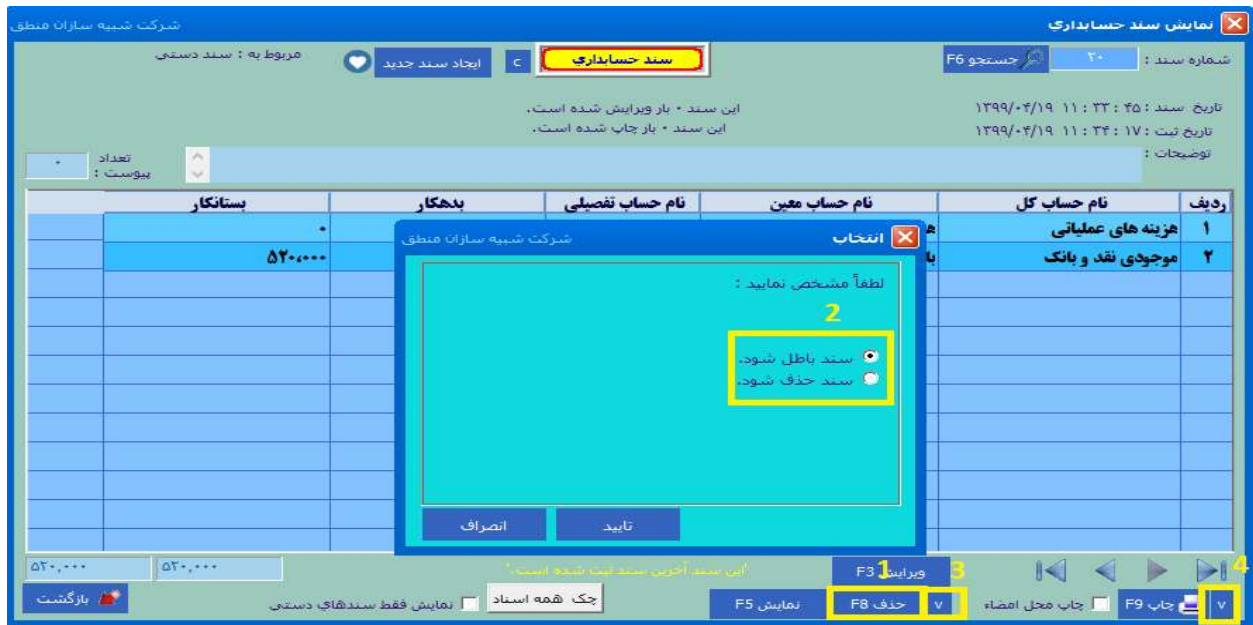 نمایش سند حسابداری
شرکت شبیه سازان منطق
شماره سند :
۲۰
جستجو F6
سند حسابداري
c
ایجاد سند جدید
مربوط به : سند دستی
تاریخ سند : ۴۵ : ۳۳ : ۱۱ ۱۳۹۹/۰۴/۱۹
این سند ۰ بار ویرایش شده است.
تاریخ ثبت : ۱۷ : ۳۴ : ۱۱ ۱۳۹۹/۰۴/۱۹
این سند ۰ بار چاپ شده است.
توضیحات :
تعداد پیوست :
۰
ردیف نام حساب کل نام حساب معین نام حساب تفصیلی بدهکار بستانکار
۱ هزینه های عملیاتی ۰
۲ موجودی نقد و بانک ۵۲۰,۰۰۰
انتخاب
شرکت شبیه سازان منطق
لطفاً مشخص نمایید :
2
سند باطل شود.
سند حذف شود.
تایید
انصراف
۵۲۰,۰۰۰
۵۲۰,۰۰۰
این سند آخرین سند ثبت شده است.
ویرایش F3
1
3
4
v
چاپ F9
چاپ محل امضاء
v
حذف F8
نمایش F5
چک همه اسناد
نمایش فقط سندهاي دستی
بازگشت